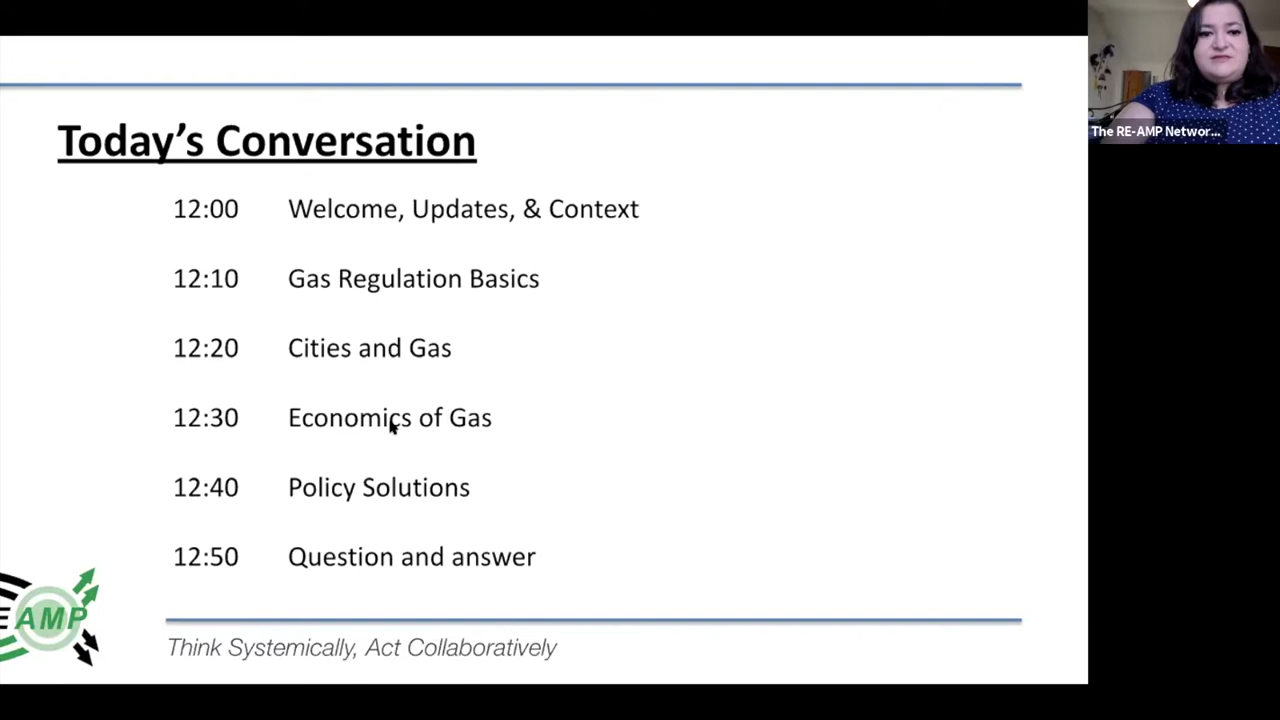 Today's Conversation
12:00 Welcome, Updates, & Context
12:10 Gas Regulation Basics
12:20 Cities and Gas
12:30 Economics of Gas
12:40 Policy Solutions
12:50 Question and answer
E AMP
Think Systemically, Act Collaboratively
The RE-AMP Networ...